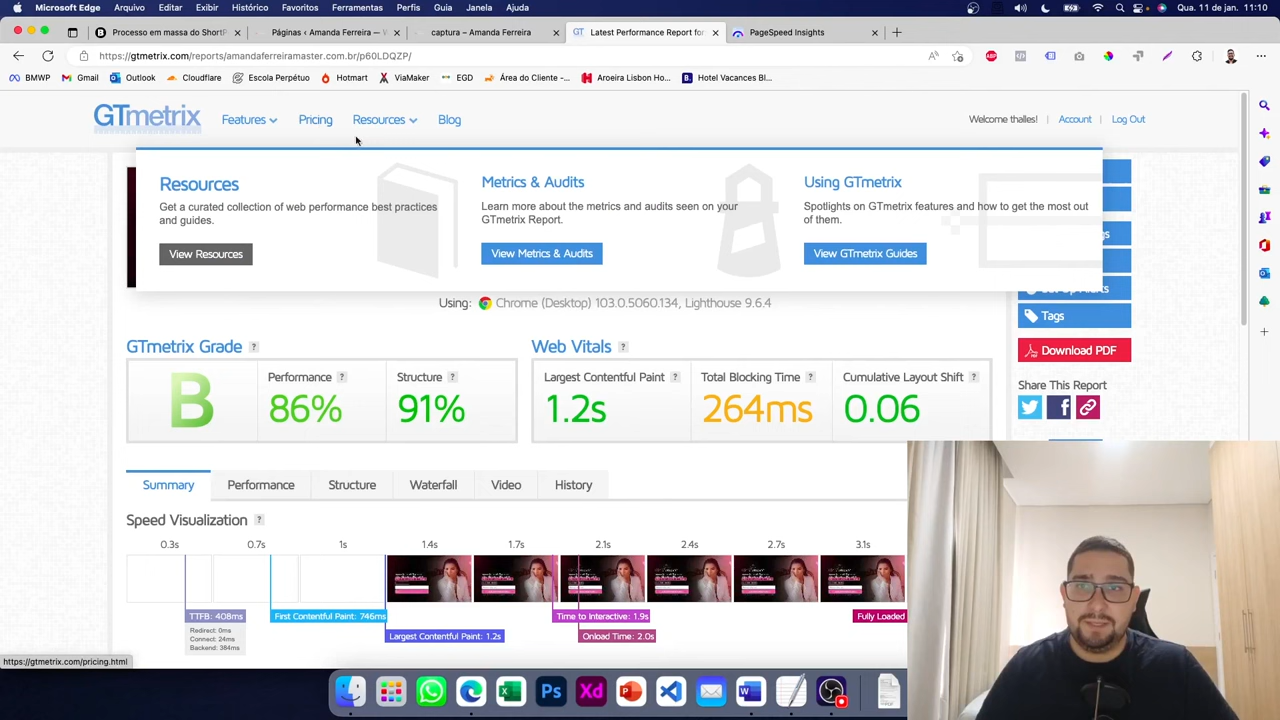 Microsoft Edge Arquivo Editar Exibir Histórico Favoritos Ferramentas Perfis Guia Janela Ajuda Qua. 11 de jan. 11:10
Processo em massa do ShortP Páginas ‹ Amanda Ferreira — W captura – Amanda Ferreira Latest Performance Report for PageSpeed Insights
https://gtmetrix.com/reports/amandaferreiramaster.com.br/p60LDQZP/
BMWP Gmail Outlook Cloudflare Escola Perpétuo Hotmart ViaMaker EGD Área do Cliente -... Aroeira Lisbon Ho... Hotel Vacances Bl...
GTmetrix Features Pricing Resources Blog Welcome thalles! Account Log Out
Resources
Get a curated collection of web performance best practices
and guides.
View Resources
Metrics & Audits
Learn more about the metrics and audits seen on your
GTmetrix Report.
View Metrics & Audits
Using GTmetrix
Spotlights on GTmetrix features and how to get the most out
of them.
View GTmetrix Guides
Using: Chrome (Desktop) 103.0.5060.134, Lighthouse 9.6.4
Tags
Download PDF
Share This Report
GTmetrix Grade ?
B
Performance ?
86%
Structure ?
91%
Web Vitals ?
Largest Contentful Paint ?
1.2s
Total Blocking Time ?
264ms
Cumulative Layout Shift ?
0.06
Summary Performance Structure Waterfall Video History
Speed Visualization ?
0.3s 0.7s 1s 1.4s 1.7s 2.1s 2.4s 2.7s 3.1s
TTFB: 408ms First Contentful Paint: 746ms Time to Interactive: 1.9s Fully Loaded
Redirect: 0ms
Connect: 24ms
Backend: 384ms
Largest Contentful Paint: 1.2s Onload Time: 2.0s
https://gtmetrix.com/pricing.html